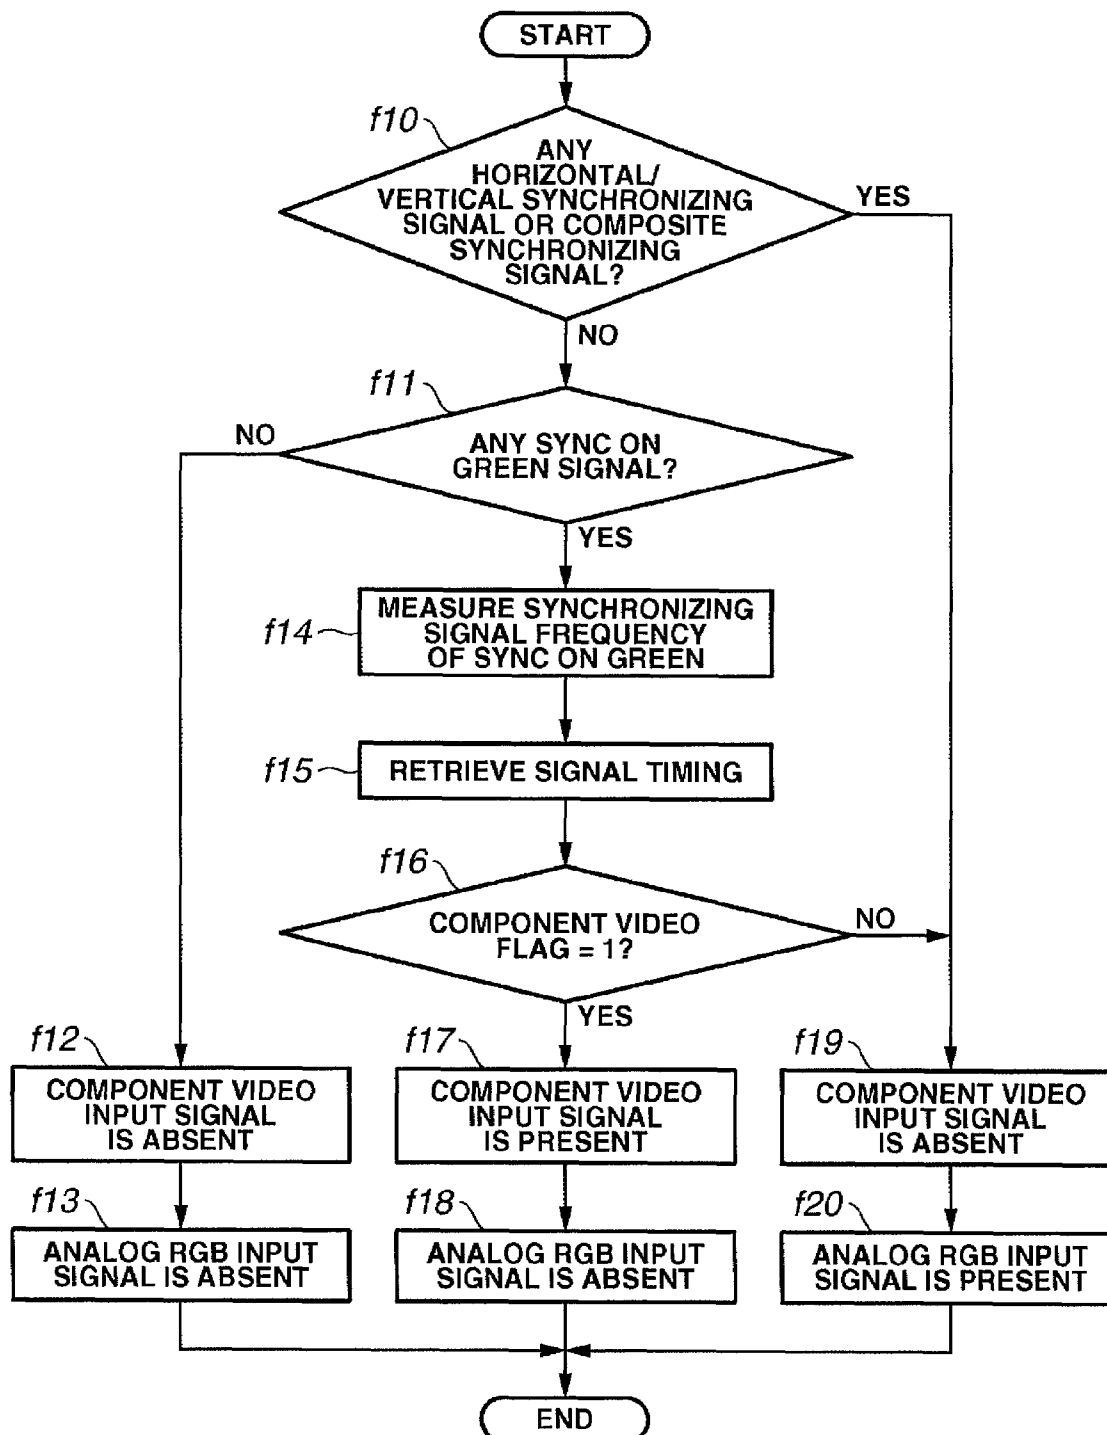 START
f10
ANY
HORIZONTAL/
VERTICAL SYNCHRONIZING
SIGNAL OR COMPOSITE
SYNCHRONIZING
SIGNAL?
YES
NO
f11
NO
ANY SYNC ON
GREEN SIGNAL?
YES
f14
MEASURE SYNCHRONIZING
SIGNAL FREQUENCY
OF SYNC ON GREEN
f15
RETRIEVE SIGNAL TIMING
f16
COMPONENT VIDEO
FLAG = 1?
NO
YES
f12
COMPONENT VIDEO
INPUT SIGNAL
IS ABSENT
f17
COMPONENT VIDEO
INPUT SIGNAL
IS PRESENT
f19
COMPONENT VIDEO
INPUT SIGNAL
IS ABSENT
f13
ANALOG RGB INPUT
SIGNAL IS ABSENT
f18
ANALOG RGB INPUT
SIGNAL IS ABSENT
f20
ANALOG RGB INPUT
SIGNAL IS PRESENT
END